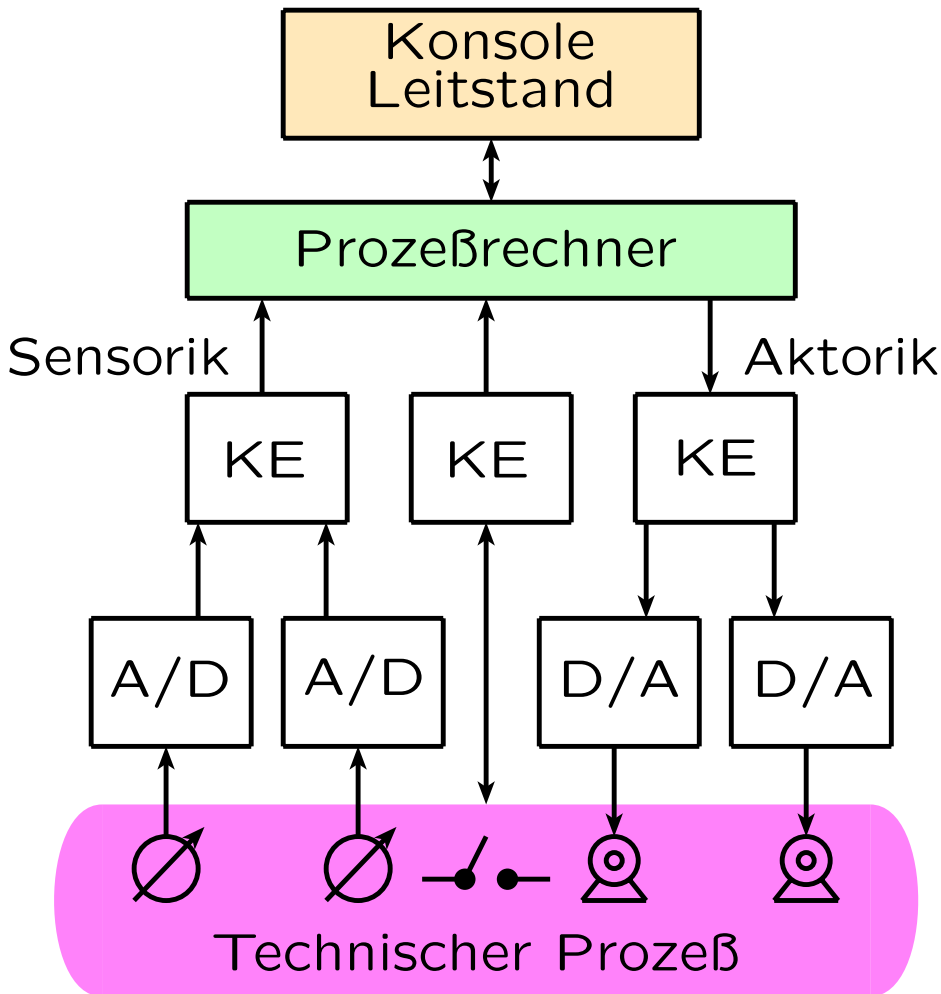 Konsole
Leitstand
Prozeßrechner
Sensorik
Aktorik
KE
KE
KE
A/D
A/D
D/A
D/A
Technischer Prozeß